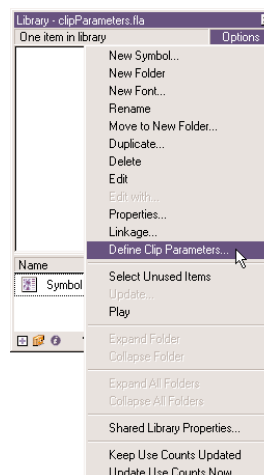 Library - clipParameters.fla
One item in library
Options
New Symbol...
New Folder
New Font...
Rename
Move to New Folder...
Duplicate...
Delete
Edit
Edit with...
Properties...
Linkage...
Define Clip Parameters...
Name
Select Unused Items
Symbol
Update...
Play
Expand Folder
Collapse Folder
Expand All Folders
Collapse All Folders
Shared Library Properties...
Keep Use Counts Updated
Update Use Counts Now